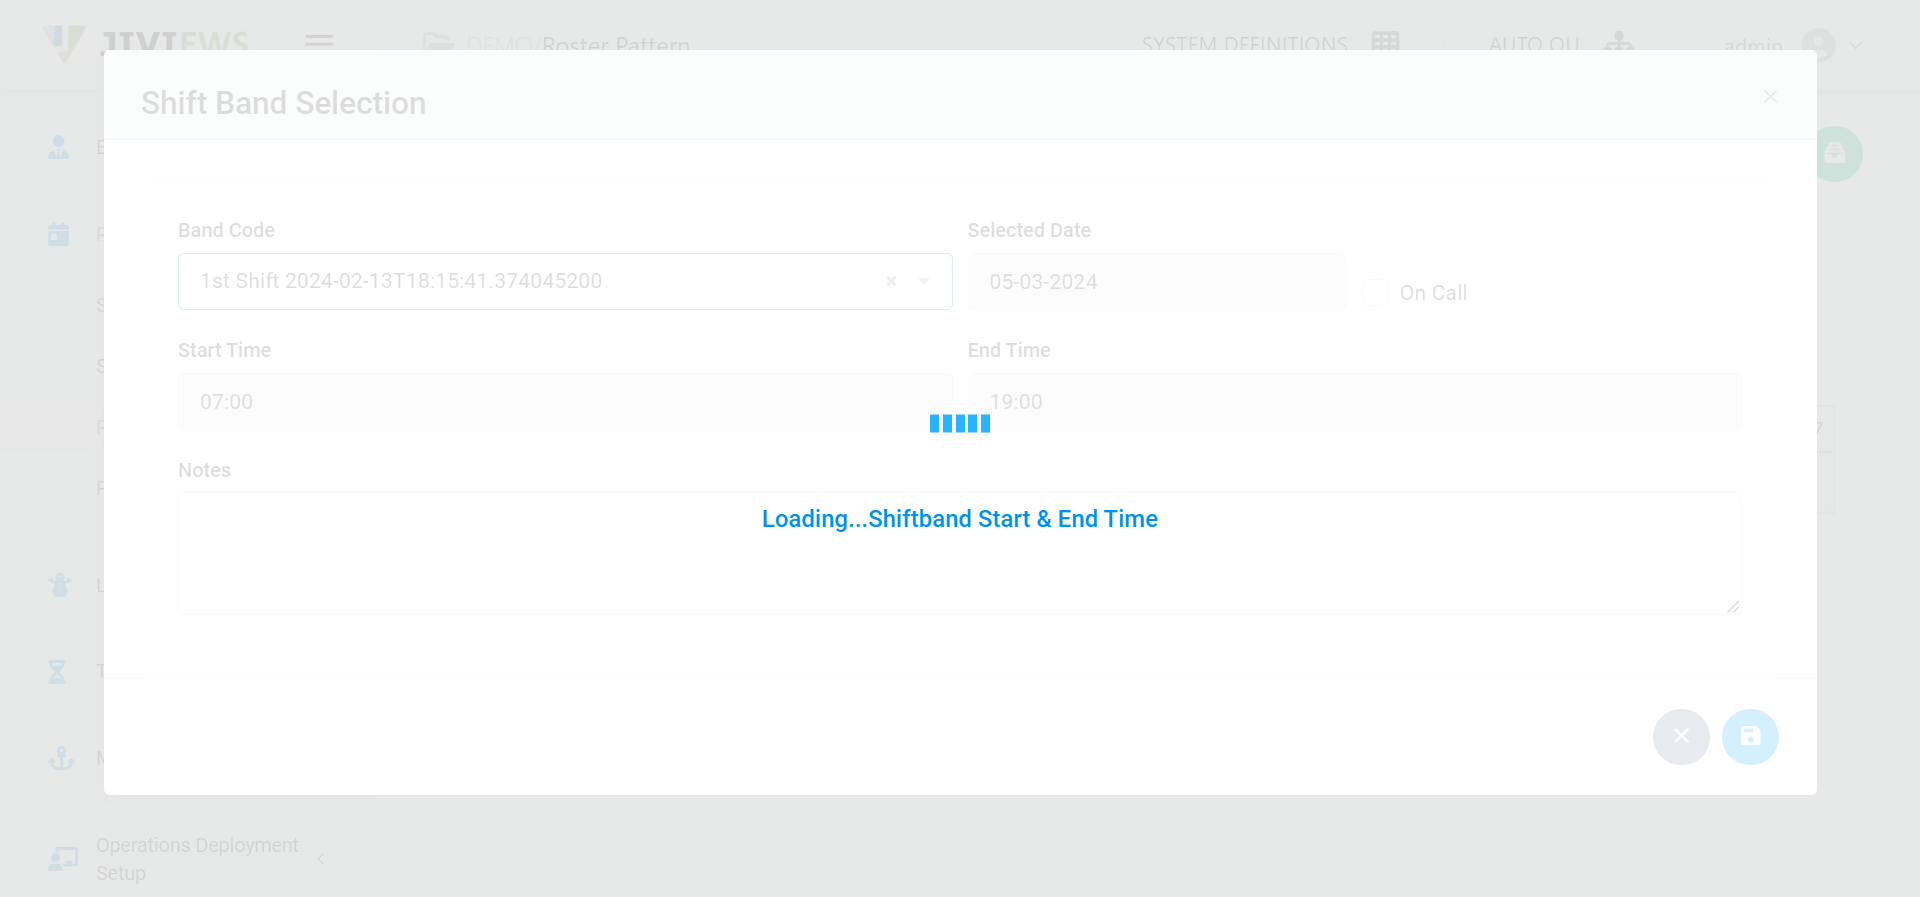 JIVIEWS
DEMO/Roster Pattern
SYSTEM DEFINITIONS
AUTO OU
admin
Shift Band Selection
Band Code
Selected Date
1st Shift 2024-02-13T18:15:41.374045200
05-03-2024
On Call
Start Time
End Time
07:00
19:00
Notes
Loading...Shiftband Start & End Time
Operations Deployment
Setup